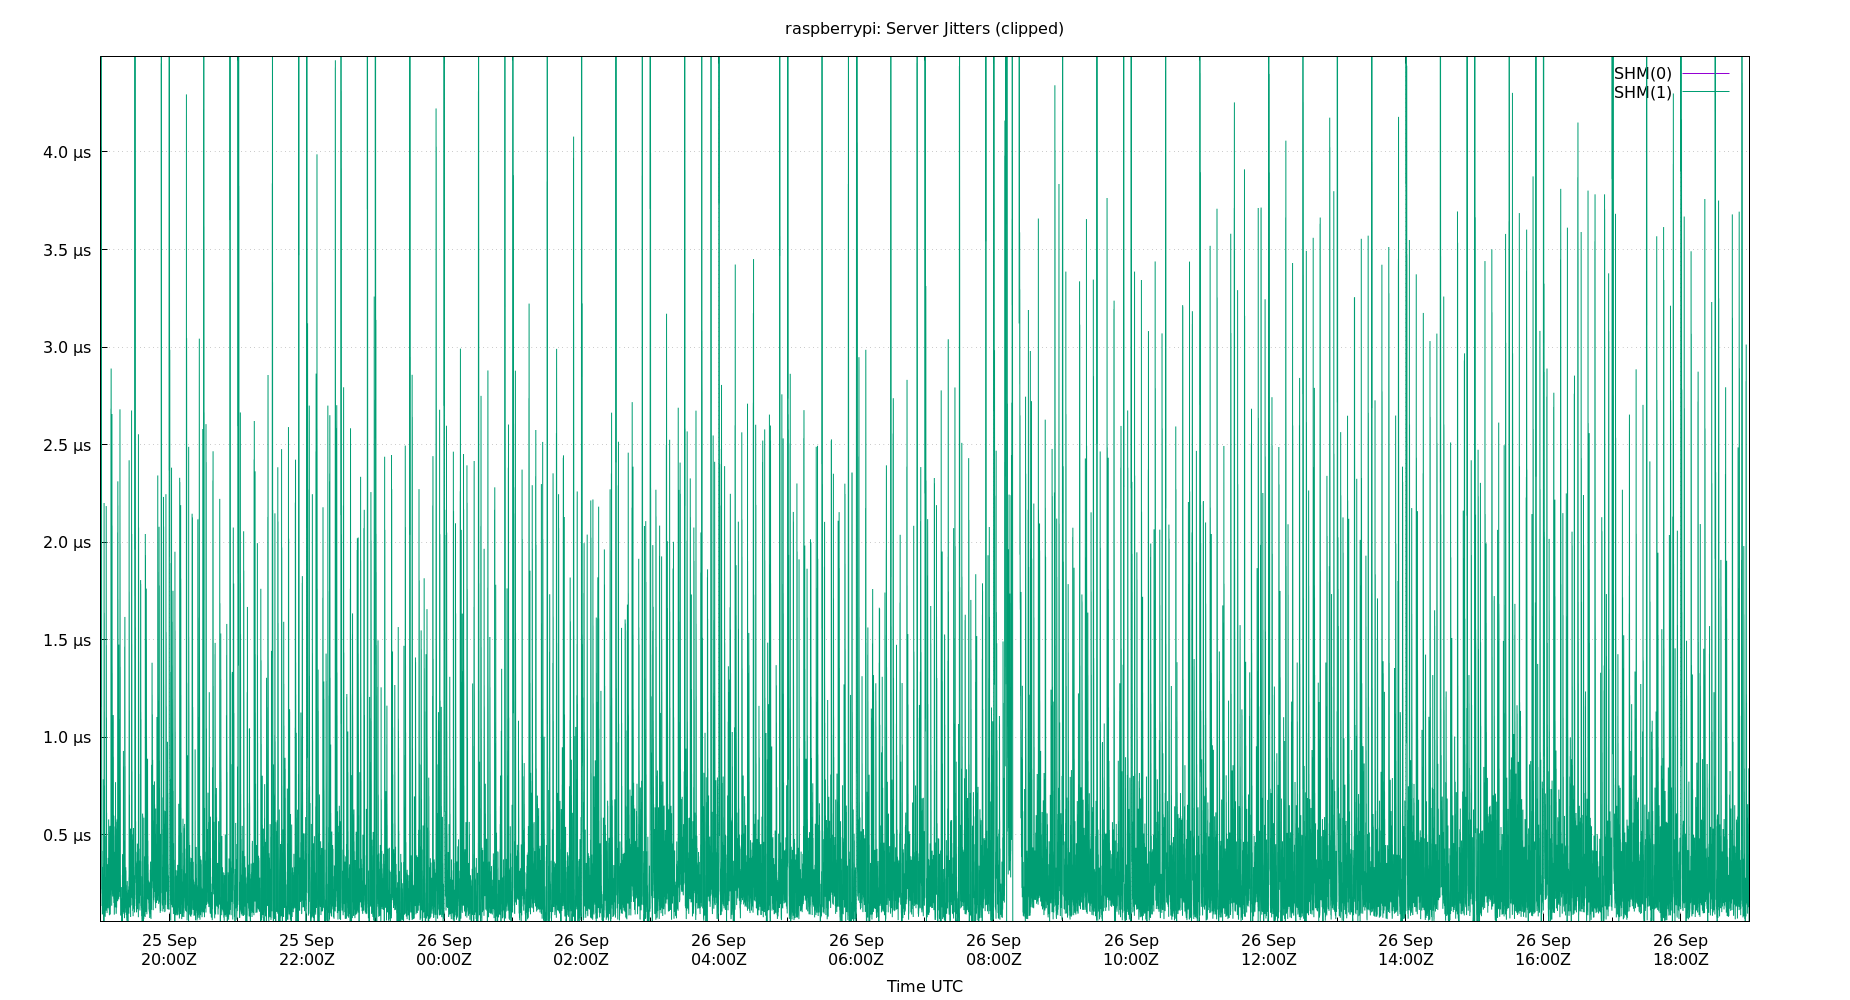 raspberrypi: Server Jitters (clipped)
SHM(0)
SHM(1)
4.0 µs
3.5 µs
3.0 µs
2.5 µs
2.0 µs
1.5 µs
1.0 µs
0.5 µs
25 Sep 25 Sep 26 Sep 26 Sep 26 Sep 26 Sep 26 Sep 26 Sep 26 Sep 26 Sep 26 Sep 26 Sep
20:00Z 22:00Z 00:00Z 02:00Z 04:00Z 06:00Z 08:00Z 10:00Z 12:00Z 14:00Z 16:00Z 18:00Z
Time UTC